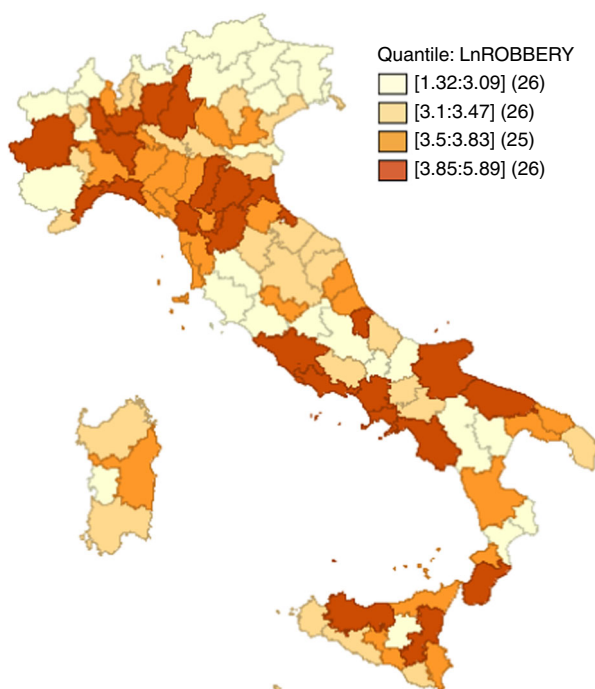 Quantile: LnROBBERY
[1.32:3.09] (26)
[3.1:3.47] (26)
[3.5:3.83] (25)
[3.85:5.89] (26)